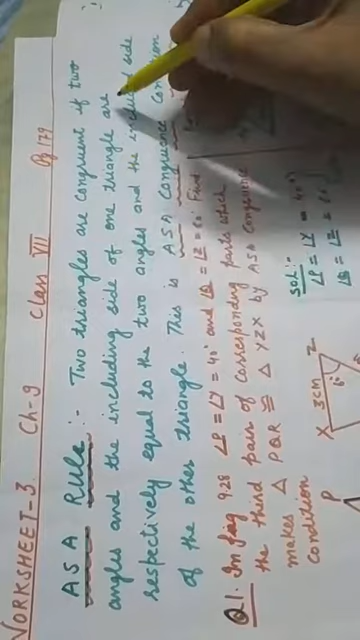 WORKSHEET-3 Ch-9 Class VII Pg 179
ASA Rule:- Two triangles are congruent if two
angles and the including side of one triangle are
respectively equal to the two angles and the included side
of the other triangle. This is ASA Congruence Condition
Q1. In fig 9.28 ∠P = ∠Y = 40° and ∠Q = ∠Z = 60° Find
the third pair of corresponding parts which
makes △ PQR ≅ △ YZX by ASA Congruence
Condition
Sol:-
∠P = ∠Y = 40°
∠Q = ∠Z =
X 3cm Z
P